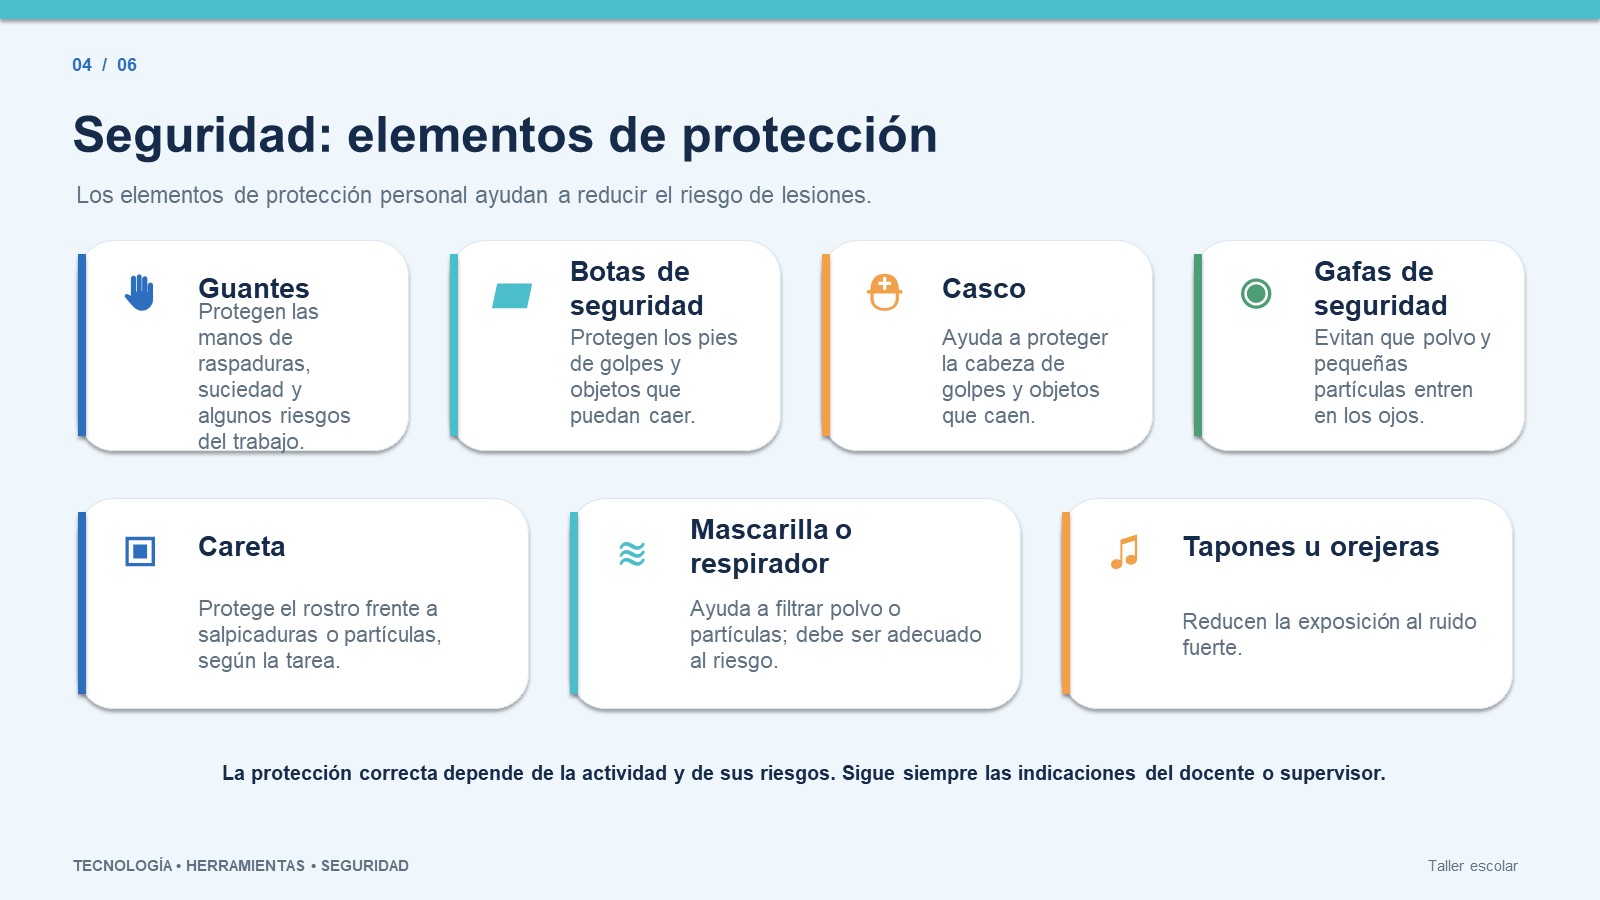 04 / 06
Seguridad: elementos de protección
Los elementos de protección personal ayudan a reducir el riesgo de lesiones.
Guantes
Protegen las
manos de
raspaduras,
suciedad y
algunos riesgos
del trabajo.
Botas de
seguridad
Protegen los pies
de golpes y
objetos que
puedan caer.
Casco
Ayuda a proteger
la cabeza de
golpes y objetos
que caen.
Gafas de
seguridad
Evitan que polvo y
pequeñas
partículas entren
en los ojos.
Careta
Protege el rostro frente a
salpicaduras o partículas,
según la tarea.
Mascarilla o
respirador
Ayuda a filtrar polvo o
partículas; debe ser adecuado
al riesgo.
Tapones u orejeras
Reducen la exposición al ruido
fuerte.
La protección correcta depende de la actividad y de sus riesgos. Sigue siempre las indicaciones del docente o supervisor.
TECNOLOGÍA • HERRAMIENTAS • SEGURIDAD
Taller escolar